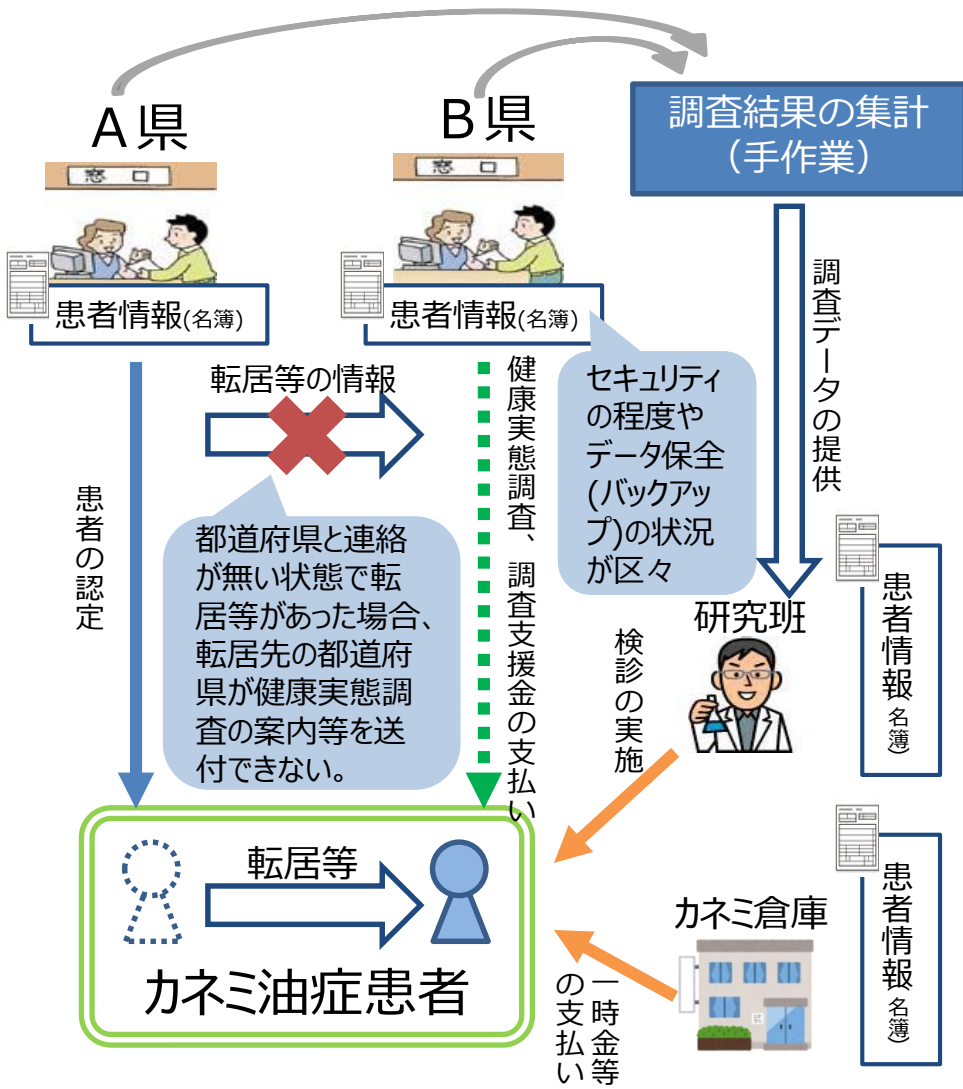 A県
窓 口
患者情報(名簿)
B県
窓 口
患者情報(名簿)
調査結果の集計
(手作業)
転居等の情報
セキュリティ
の程度や
データ保全
(バックアッ
プ)の状況
が区々
都道府県と連絡
が無い状態で転
居等があった場合、
転居先の都道府
県が健康実態調
査の案内等を送
付できない。
患者の認定
健康実態調査、調査支援金の支払い
調査データの提供
研究班
患者情報(名簿)
検診の実施
転居等
カネミ油症患者
カネミ倉庫
患者情報(名簿)
一時金等
の支払い